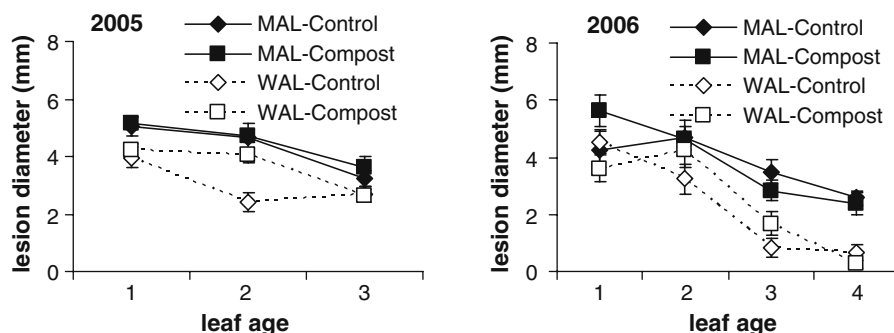 2005
MAL-Control
MAL-Compost
WAL-Control
WAL-Compost
lesion diameter (mm)
8
6
4
2
0
1 2 3
leaf age
2006
MAL-Control
MAL-Compost
WAL-Control
WAL-Compost
lesion diameter (mm)
8
6
4
2
0
1 2 3 4
leaf age